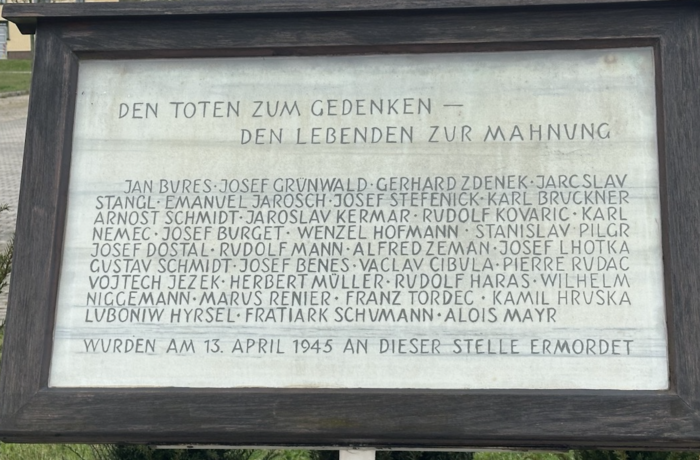 DEN TOTEN ZUM GEDENKEN —
DEN LEBENDEN ZUR MAHNUNG
JAN BURES · JOSEF GRÜNWALD · GERHARD ZDENEK · JARCSLAV
STANGL · EMANUEL JAROSCH · JOSEF STEFENICK · KARL BRUCKNER
ARNOST SCHMIDT · JAROSLAV KERMAR · RUDOLF KOVARIC · KARL
NEMEC · JOSEF BURGET · WENZEL HOFMANN · STANISLAV PILGR
JOSEF DOSTAL · RUDOLF MANN · ALFRED ZEMAN · JOSEF LHOTKA
GUSTAV SCHMIDT · JOSEF BENES · VACLAV CIBULA · PIERRE RUDAC
VOJTECH JEZEK · HERBERT MÜLLER · RUDOLF HARAS · WILHELM
NIGGEMANN · MARUS RENIER · FRANZ TORDEC · KAMIL HRUSKA
LUBONIW HYRSEL · FRATIARK SCHUMANN · ALOIS MAYR
WURDEN AM 13. APRIL 1945 AN DIESER STELLE ERMORDET